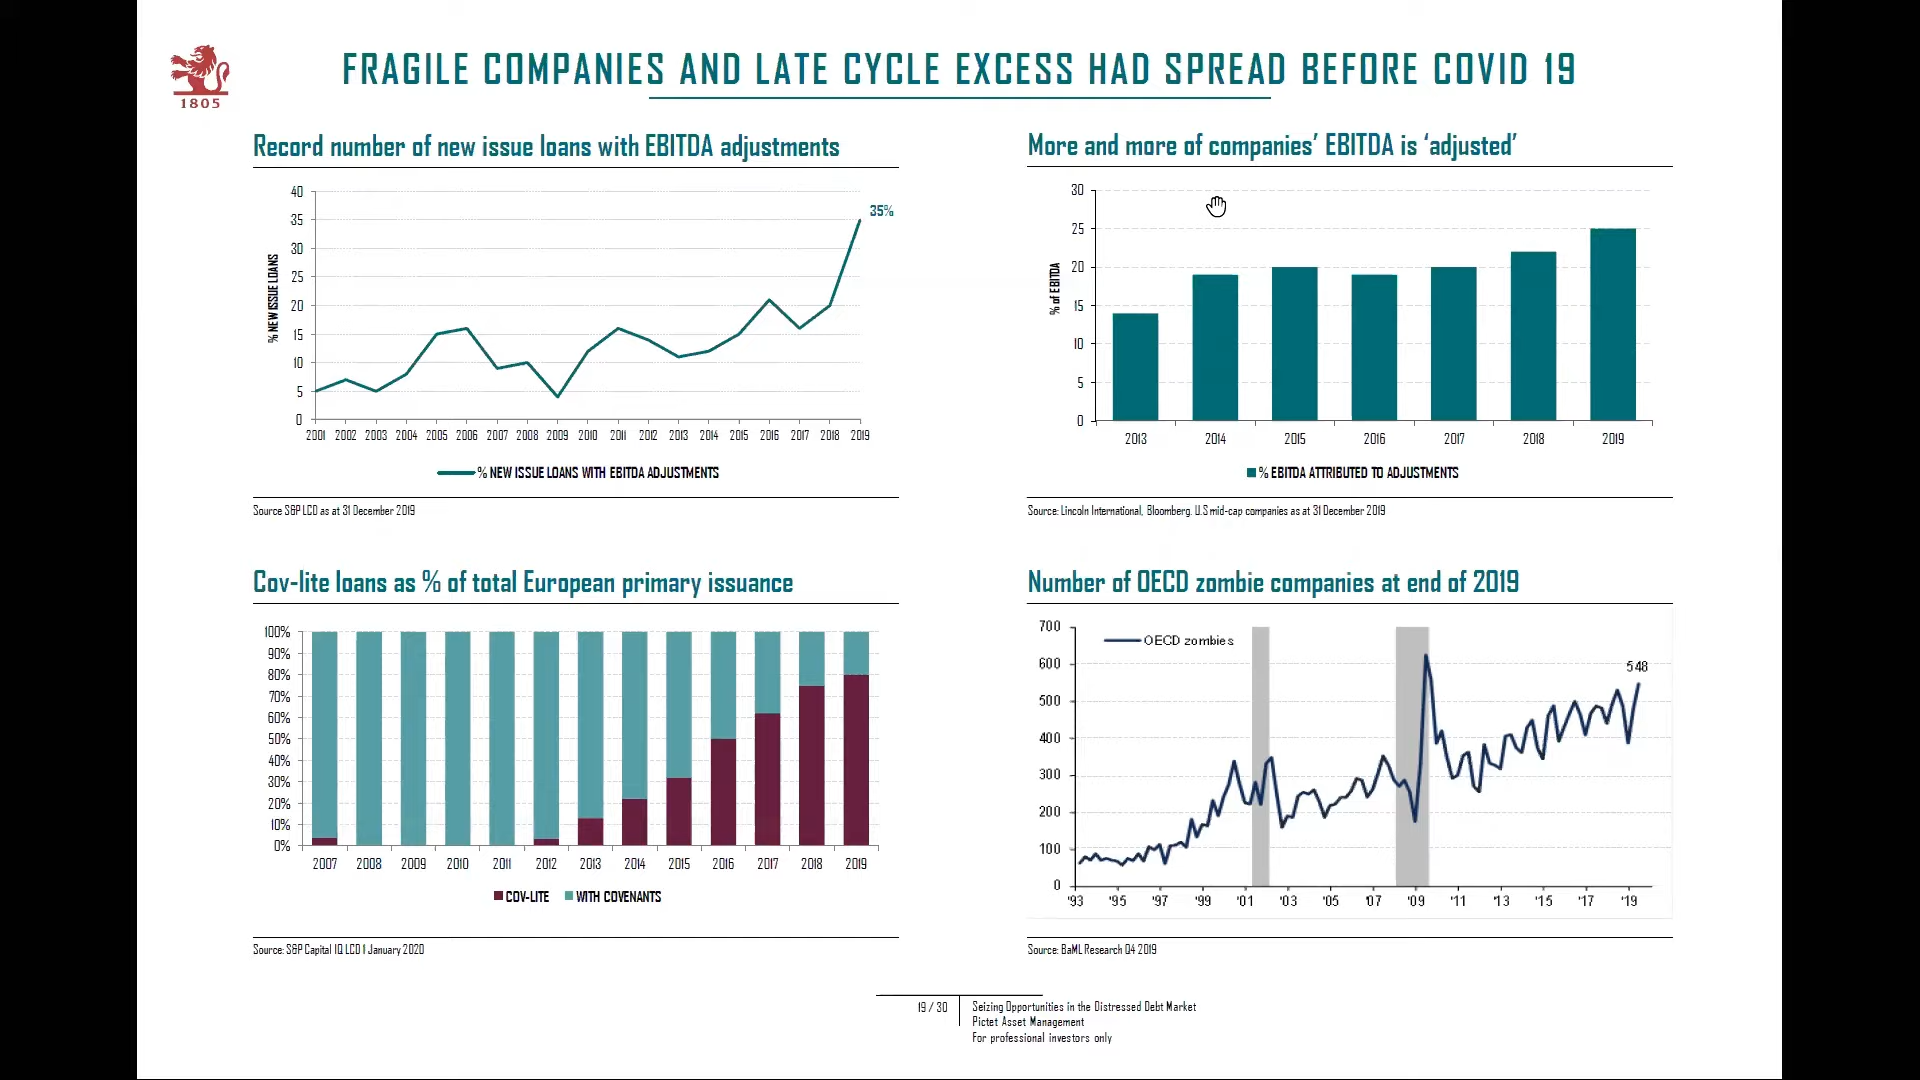 1805
FRAGILE COMPANIES AND LATE CYCLE EXCESS HAD SPREAD BEFORE COVID 19
Record number of new issue loans with EBITDA adjustments
40
35
30
25
20
15
10
5
0
% NEW ISSUE LOANS
35%
2001 2002 2003 2004 2005 2006 2007 2008 2009 2010 2011 2012 2013 2014 2015 2016 2017 2018 2019
% NEW ISSUE LOANS WITH EBITDA ADJUSTMENTS
Source S&P LCD as at 31 December 2019
More and more of companies’ EBITDA is ‘adjusted’
30
25
20
15
10
5
0
% of EBITDA
2013 2014 2015 2016 2017 2018 2019
% EBITDA ATTRIBUTED TO ADJUSTMENTS
Source: Lincoln International, Bloomberg. U.S mid-cap companies as at 31 December 2019
Cov-lite loans as % of total European primary issuance
100%
90%
80%
70%
60%
50%
40%
30%
20%
10%
0%
2007 2008 2009 2010 2011 2012 2013 2014 2015 2016 2017 2018 2019
COV-LITE WITH COVENANTS
Source: S&P Capital IQ LCD 1 January 2020
Number of OECD zombie companies at end of 2019
700
600
500
400
300
200
100
0
OECD zombies
548
'93 '95 '97 '99 '01 '03 '05 '07 '09 '11 '13 '15 '17 '19
Source: BaML Research Q4 2019
19 / 30
Seizing Opportunities in the Distressed Debt Market
Pictet Asset Management
For professional investors only